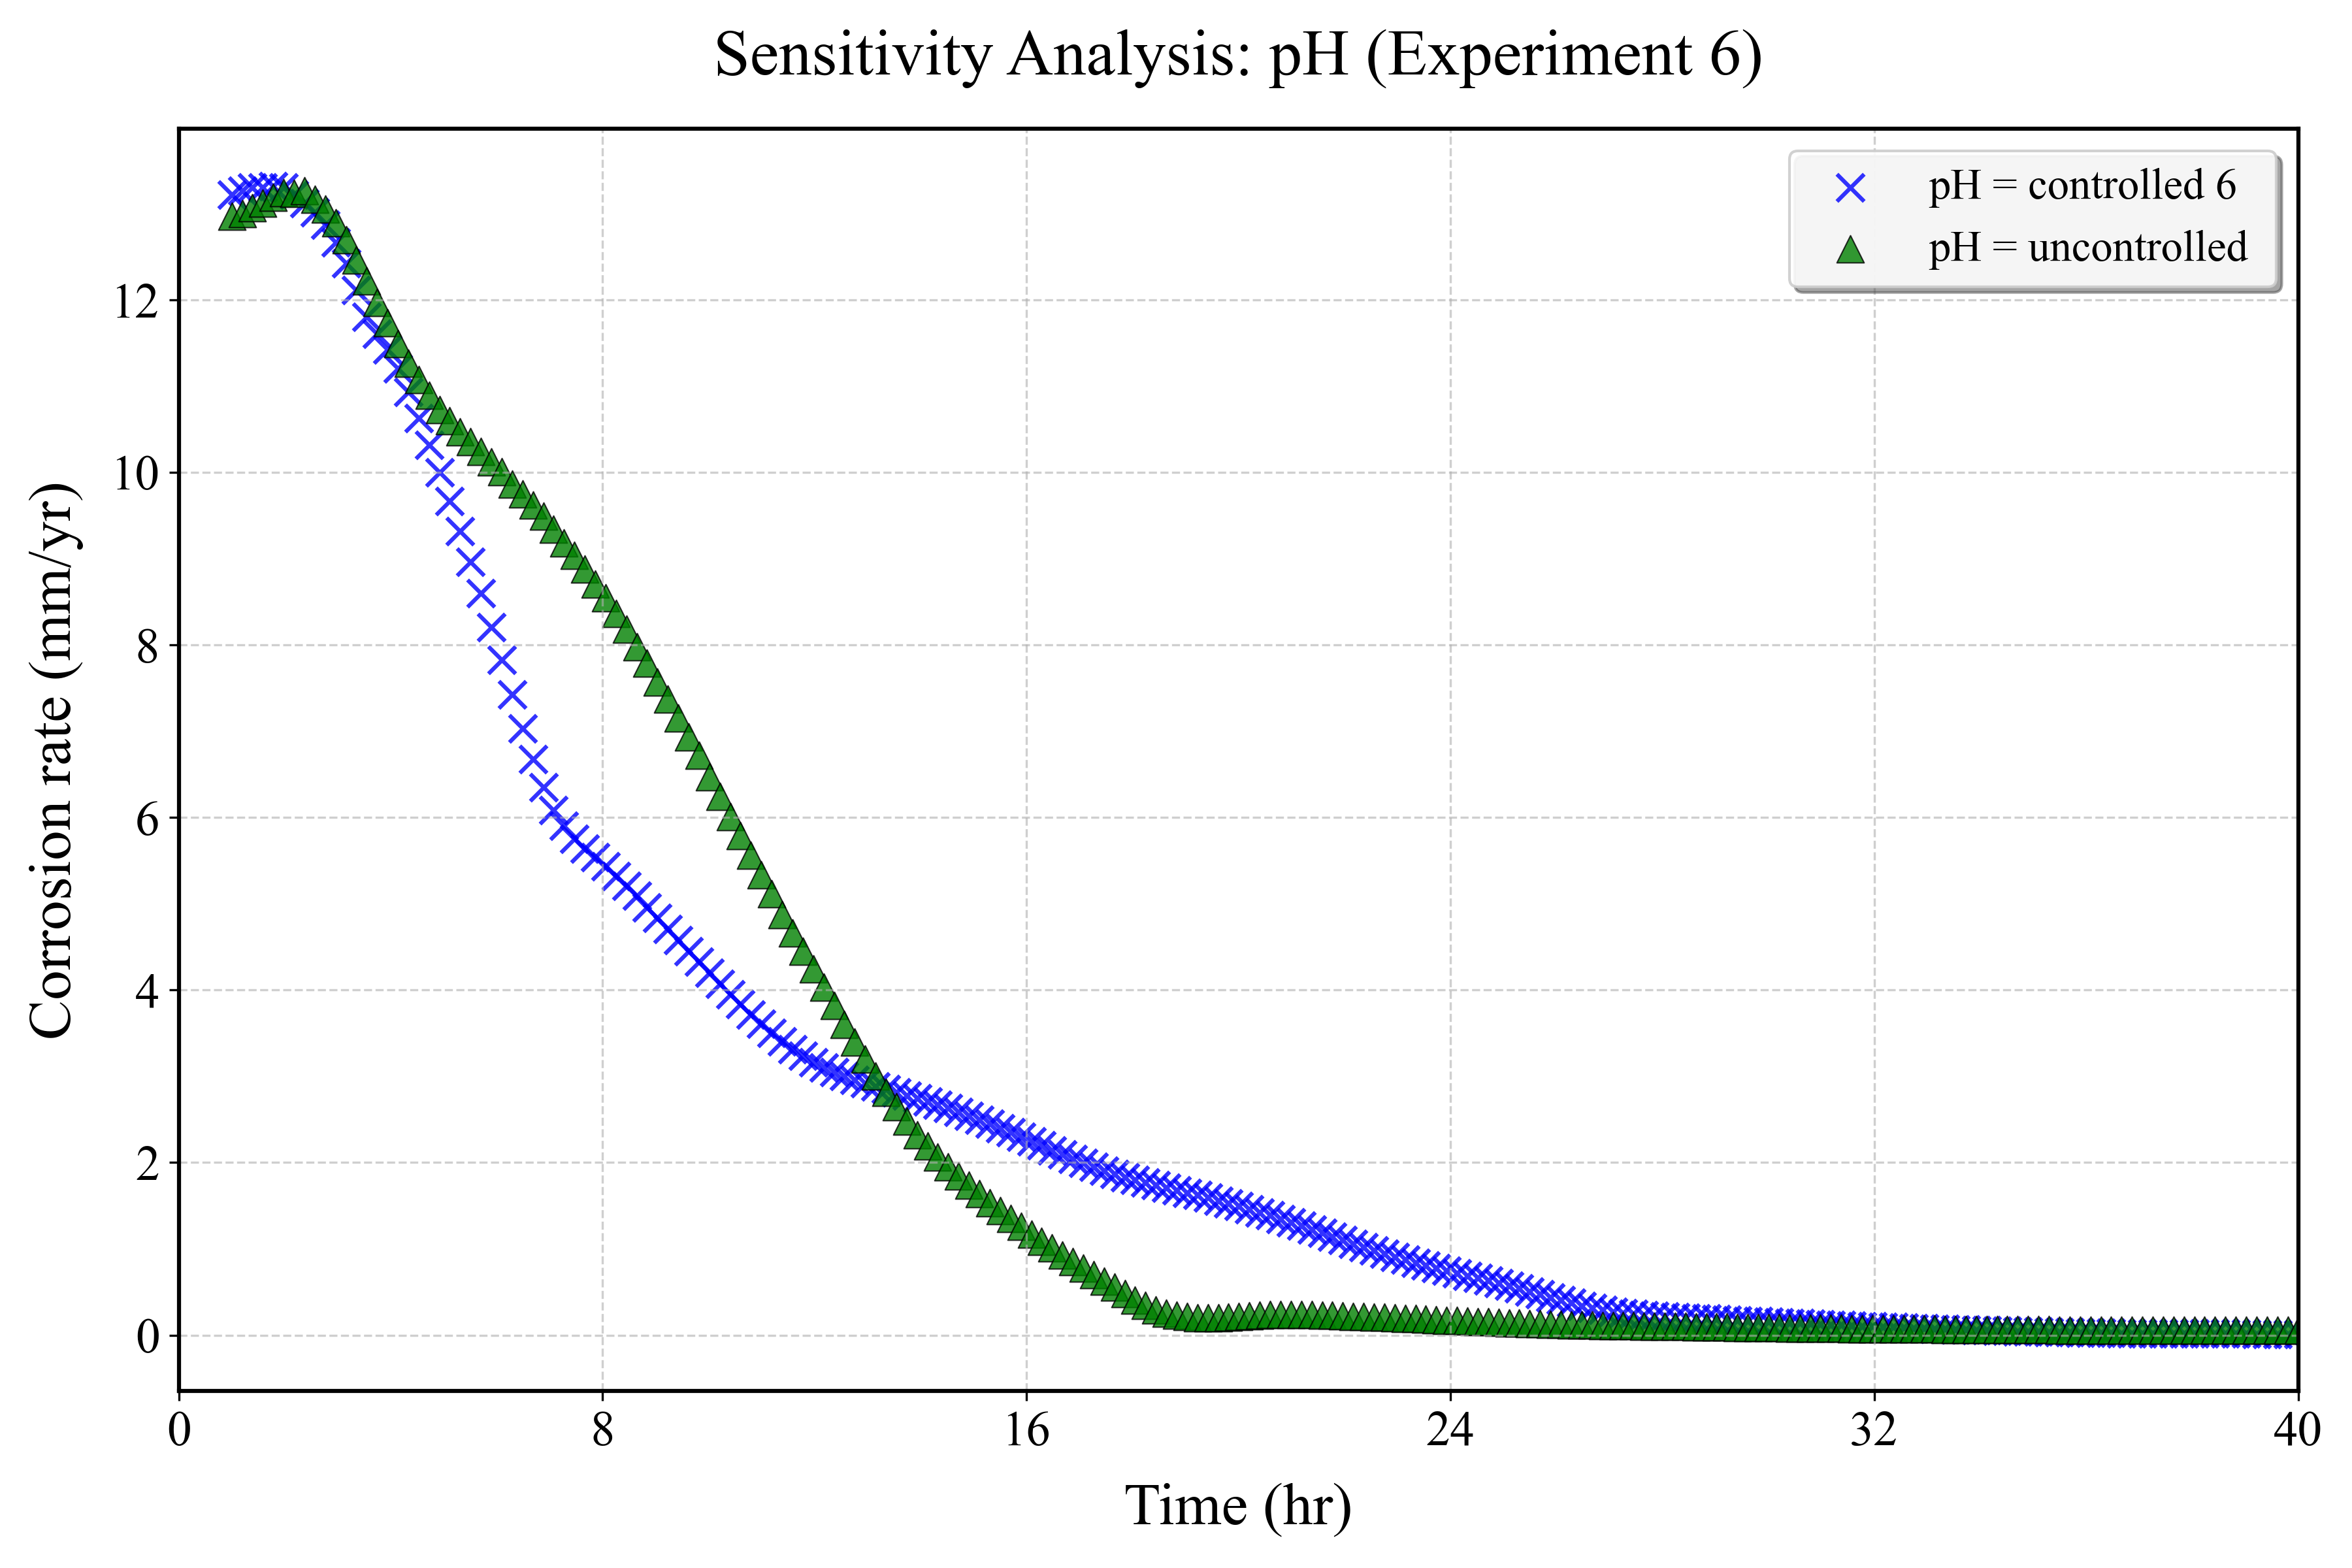 Sensitivity Analysis: pH (Experiment 6)
pH = controlled 6
pH = uncontrolled
Corrosion rate (mm/yr)
12
10
8
6
4
2
0
0 8 16 24 32 40
Time (hr)